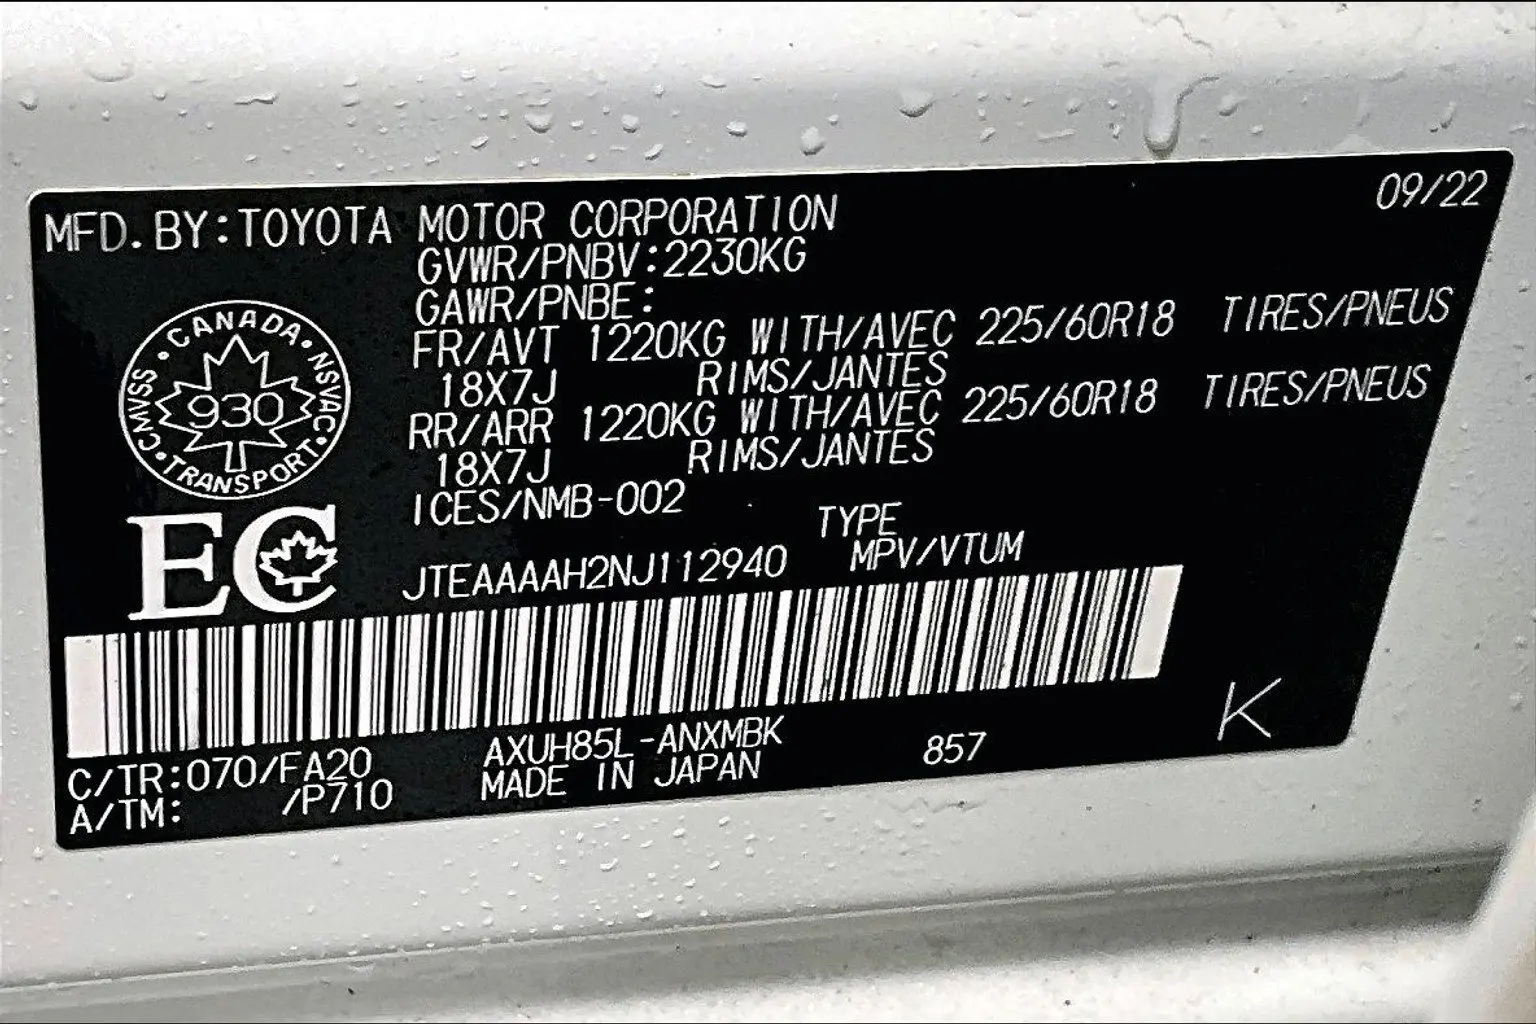 09/22
MFD.BY:TOYOTA MOTOR CORPORATION
GVWR/PNBV:2230KG
GAWR/PNBE:
FR/AVT 1220KG WITH/AVEC 225/60R18 TIRES/PNEUS
18X7J RIMS/JANTES
RR/ARR 1220KG WITH/AVEC 225/60R18 TIRES/PNEUS
18X7J RIMS/JANTES
ICES/NMB-002
CANADA · NSVAC · TRANSPORT · CMVSS ·
930
EC
TYPE
JTEAAAAH2NJ112940 MPV/VTUM
C/TR:070/FA20 AXUH85L-ANXMBK 857 K
A/TM: /P710 MADE IN JAPAN